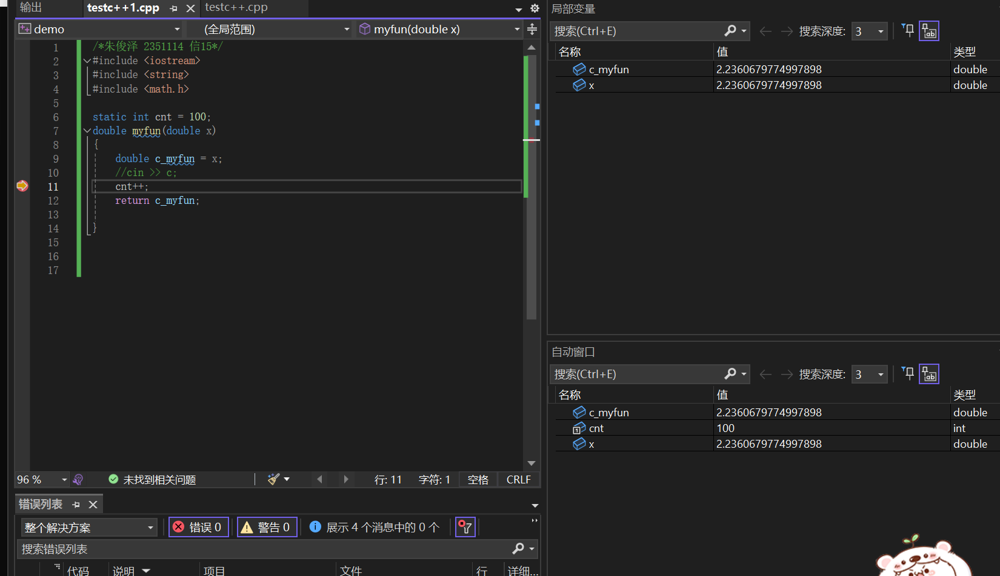 输出
testc++1.cpp
testc++.cpp
demo
(全局范围)
myfun(double x)
1 /*朱俊泽 2351114 信15*/
2 #include <iostream>
3 #include <string>
4 #include <math.h>
5
6 static int cnt = 100;
7 double myfun(double x)
8 {
9 double c_myfun = x;
10 //cin >> c;
11 cnt++;
12 return c_myfun;
13
14 }
15
16
17
96 %
未找到相关问题
行: 11
字符: 1
空格
CRLF
错误列表
整个解决方案
错误 0
警告 0
展示 4 个消息中的 0 个
搜索错误列表
代码
说明
项目
文件
行
详细...
局部变量
搜索(Ctrl+E)
搜索深度: 3
名称 值 类型
c_myfun 2.2360679774997898 double
x 2.2360679774997898 double
自动窗口
搜索(Ctrl+E)
搜索深度: 3
名称 值 类型
c_myfun 2.2360679774997898 double
cnt 100 int
x 2.2360679774997898 double